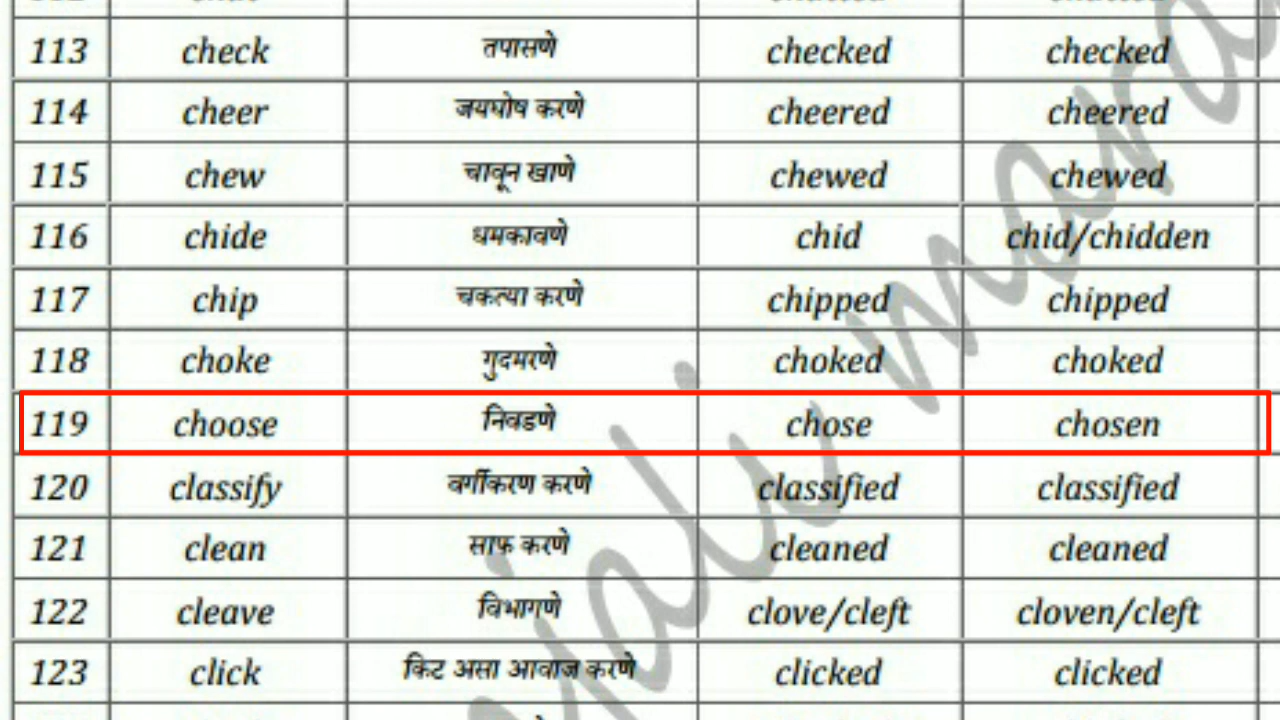 113 check तपासणे checked checked
114 cheer जयघोष करणे cheered cheered
115 chew चावून खाणे chewed chewed
116 chide धमकावणे chid chid/chidden
117 chip चकत्या करणे chipped chipped
118 choke गुदमरणे choked choked
119 choose निवडणे chose chosen
120 classify वर्गीकरण करणे classified classified
121 clean साफ करणे cleaned cleaned
122 cleave विभागणे clove/cleft cloven/cleft
123 click किट असा आवाज करणे clicked clicked